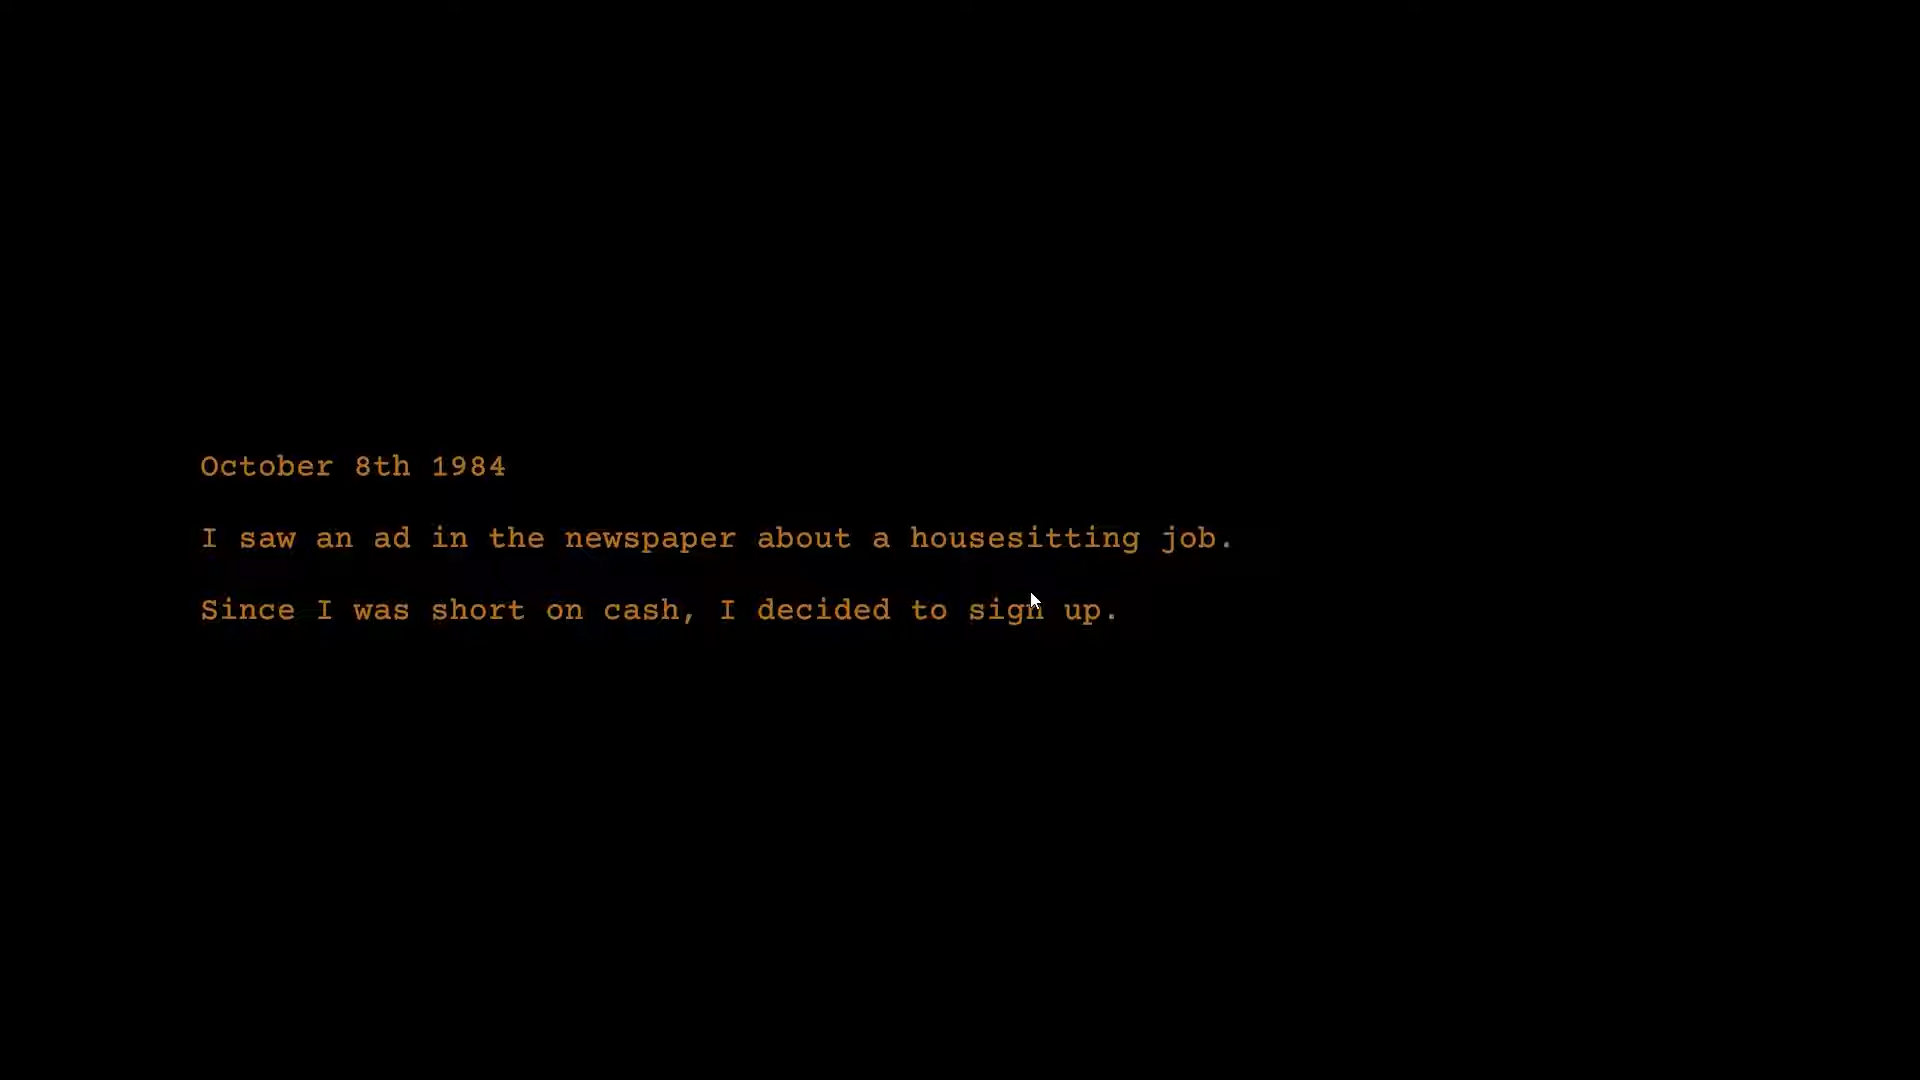 October 8th 1984
I saw an ad in the newspaper about a housesitting job.
Since I was short on cash, I decided to sign up.